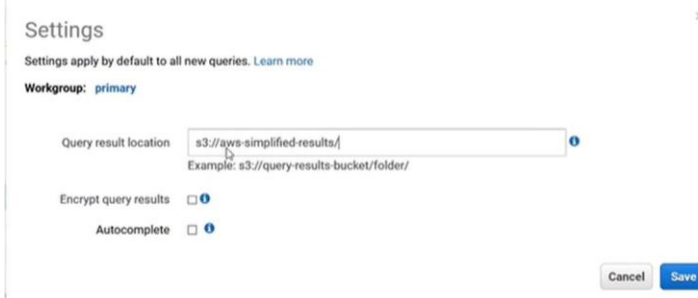 Settings
Settings apply by default to all new queries. Learn more
Workgroup: primary
Query result location s3://aws-simplified-results/
Example: s3://query-results-bucket/folder/
Encrypt query results
Autocomplete
Cancel Save